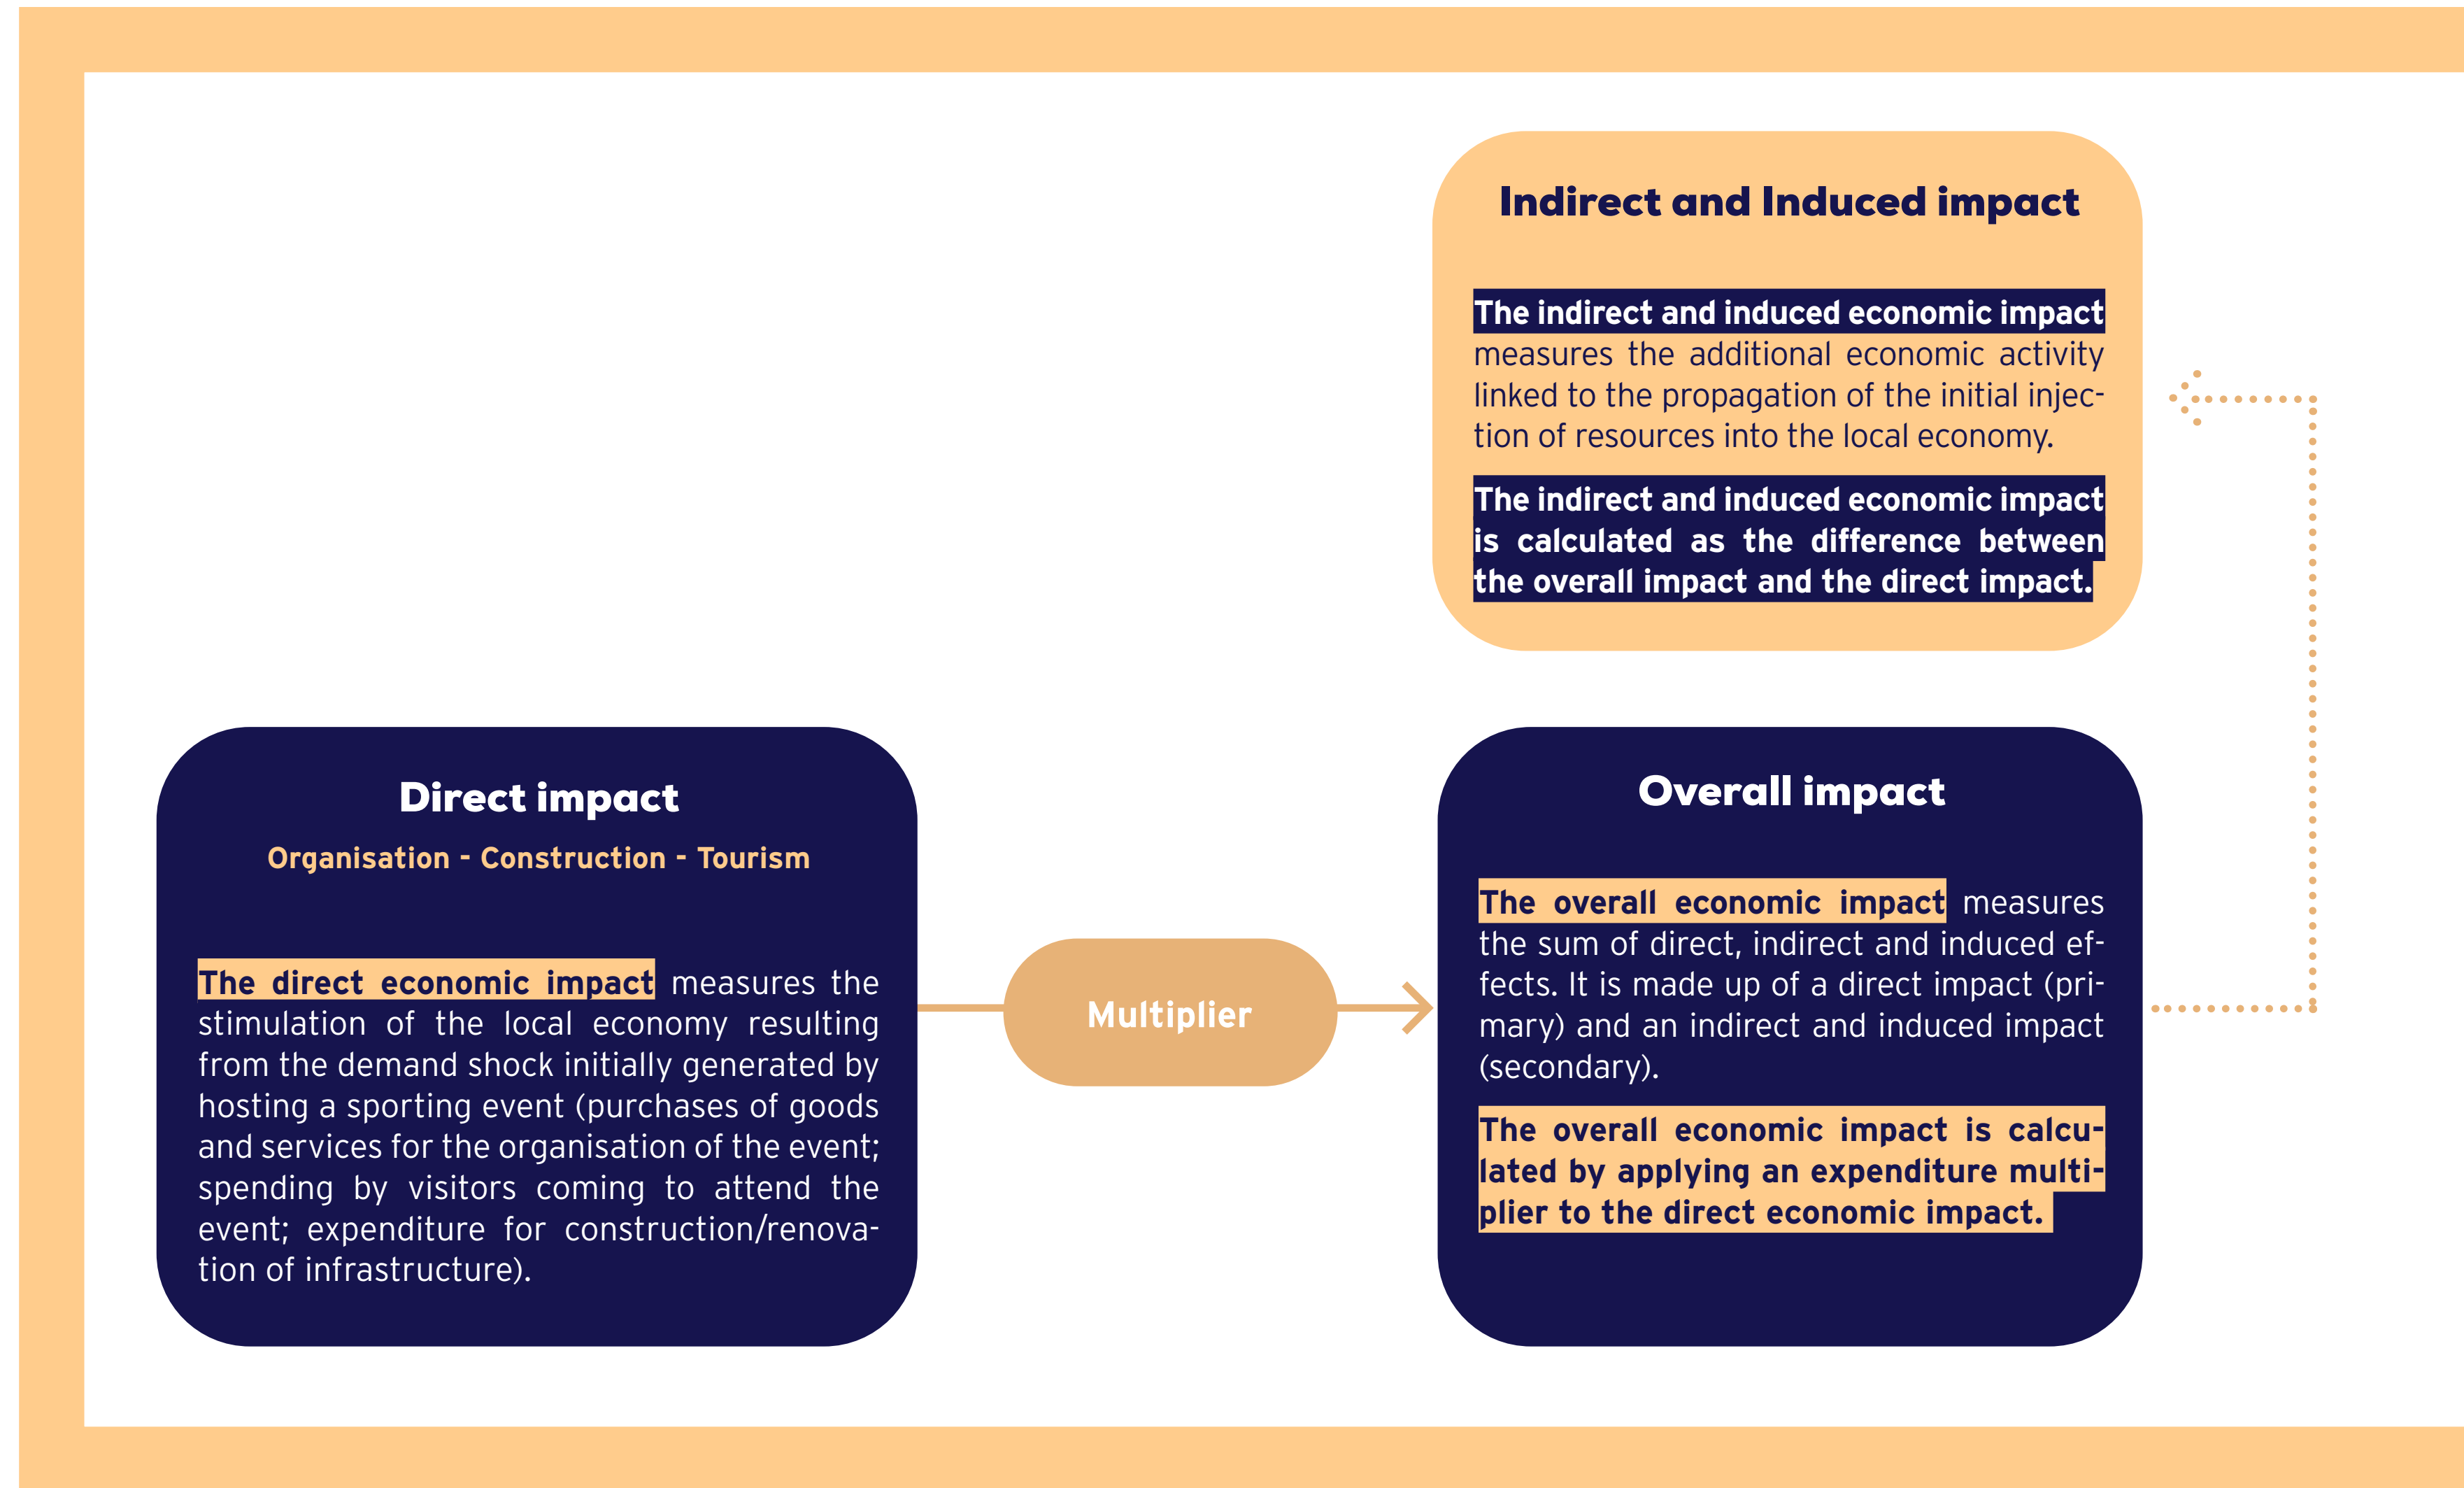 Indirect and Induced impact
The indirect and induced economic impact
measures the additional economic activity
linked to the propagation of the initial injec-
tion of resources into the local economy.
The indirect and induced economic impact
is calculated as the difference between
the overall impact and the direct impact.
Direct impact
Organisation - Construction - Tourism
The direct economic impact measures the
stimulation of the local economy resulting
from the demand shock initially generated by
hosting a sporting event (purchases of goods
and services for the organisation of the event;
spending by visitors coming to attend the
event; expenditure for construction/renova-
tion of infrastructure).
Multiplier
Overall impact
The overall economic impact measures
the sum of direct, indirect and induced ef-
fects. It is made up of a direct impact (pri-
mary) and an indirect and induced impact
(secondary).
The overall economic impact is calcu-
lated by applying an expenditure multi-
plier to the direct economic impact.